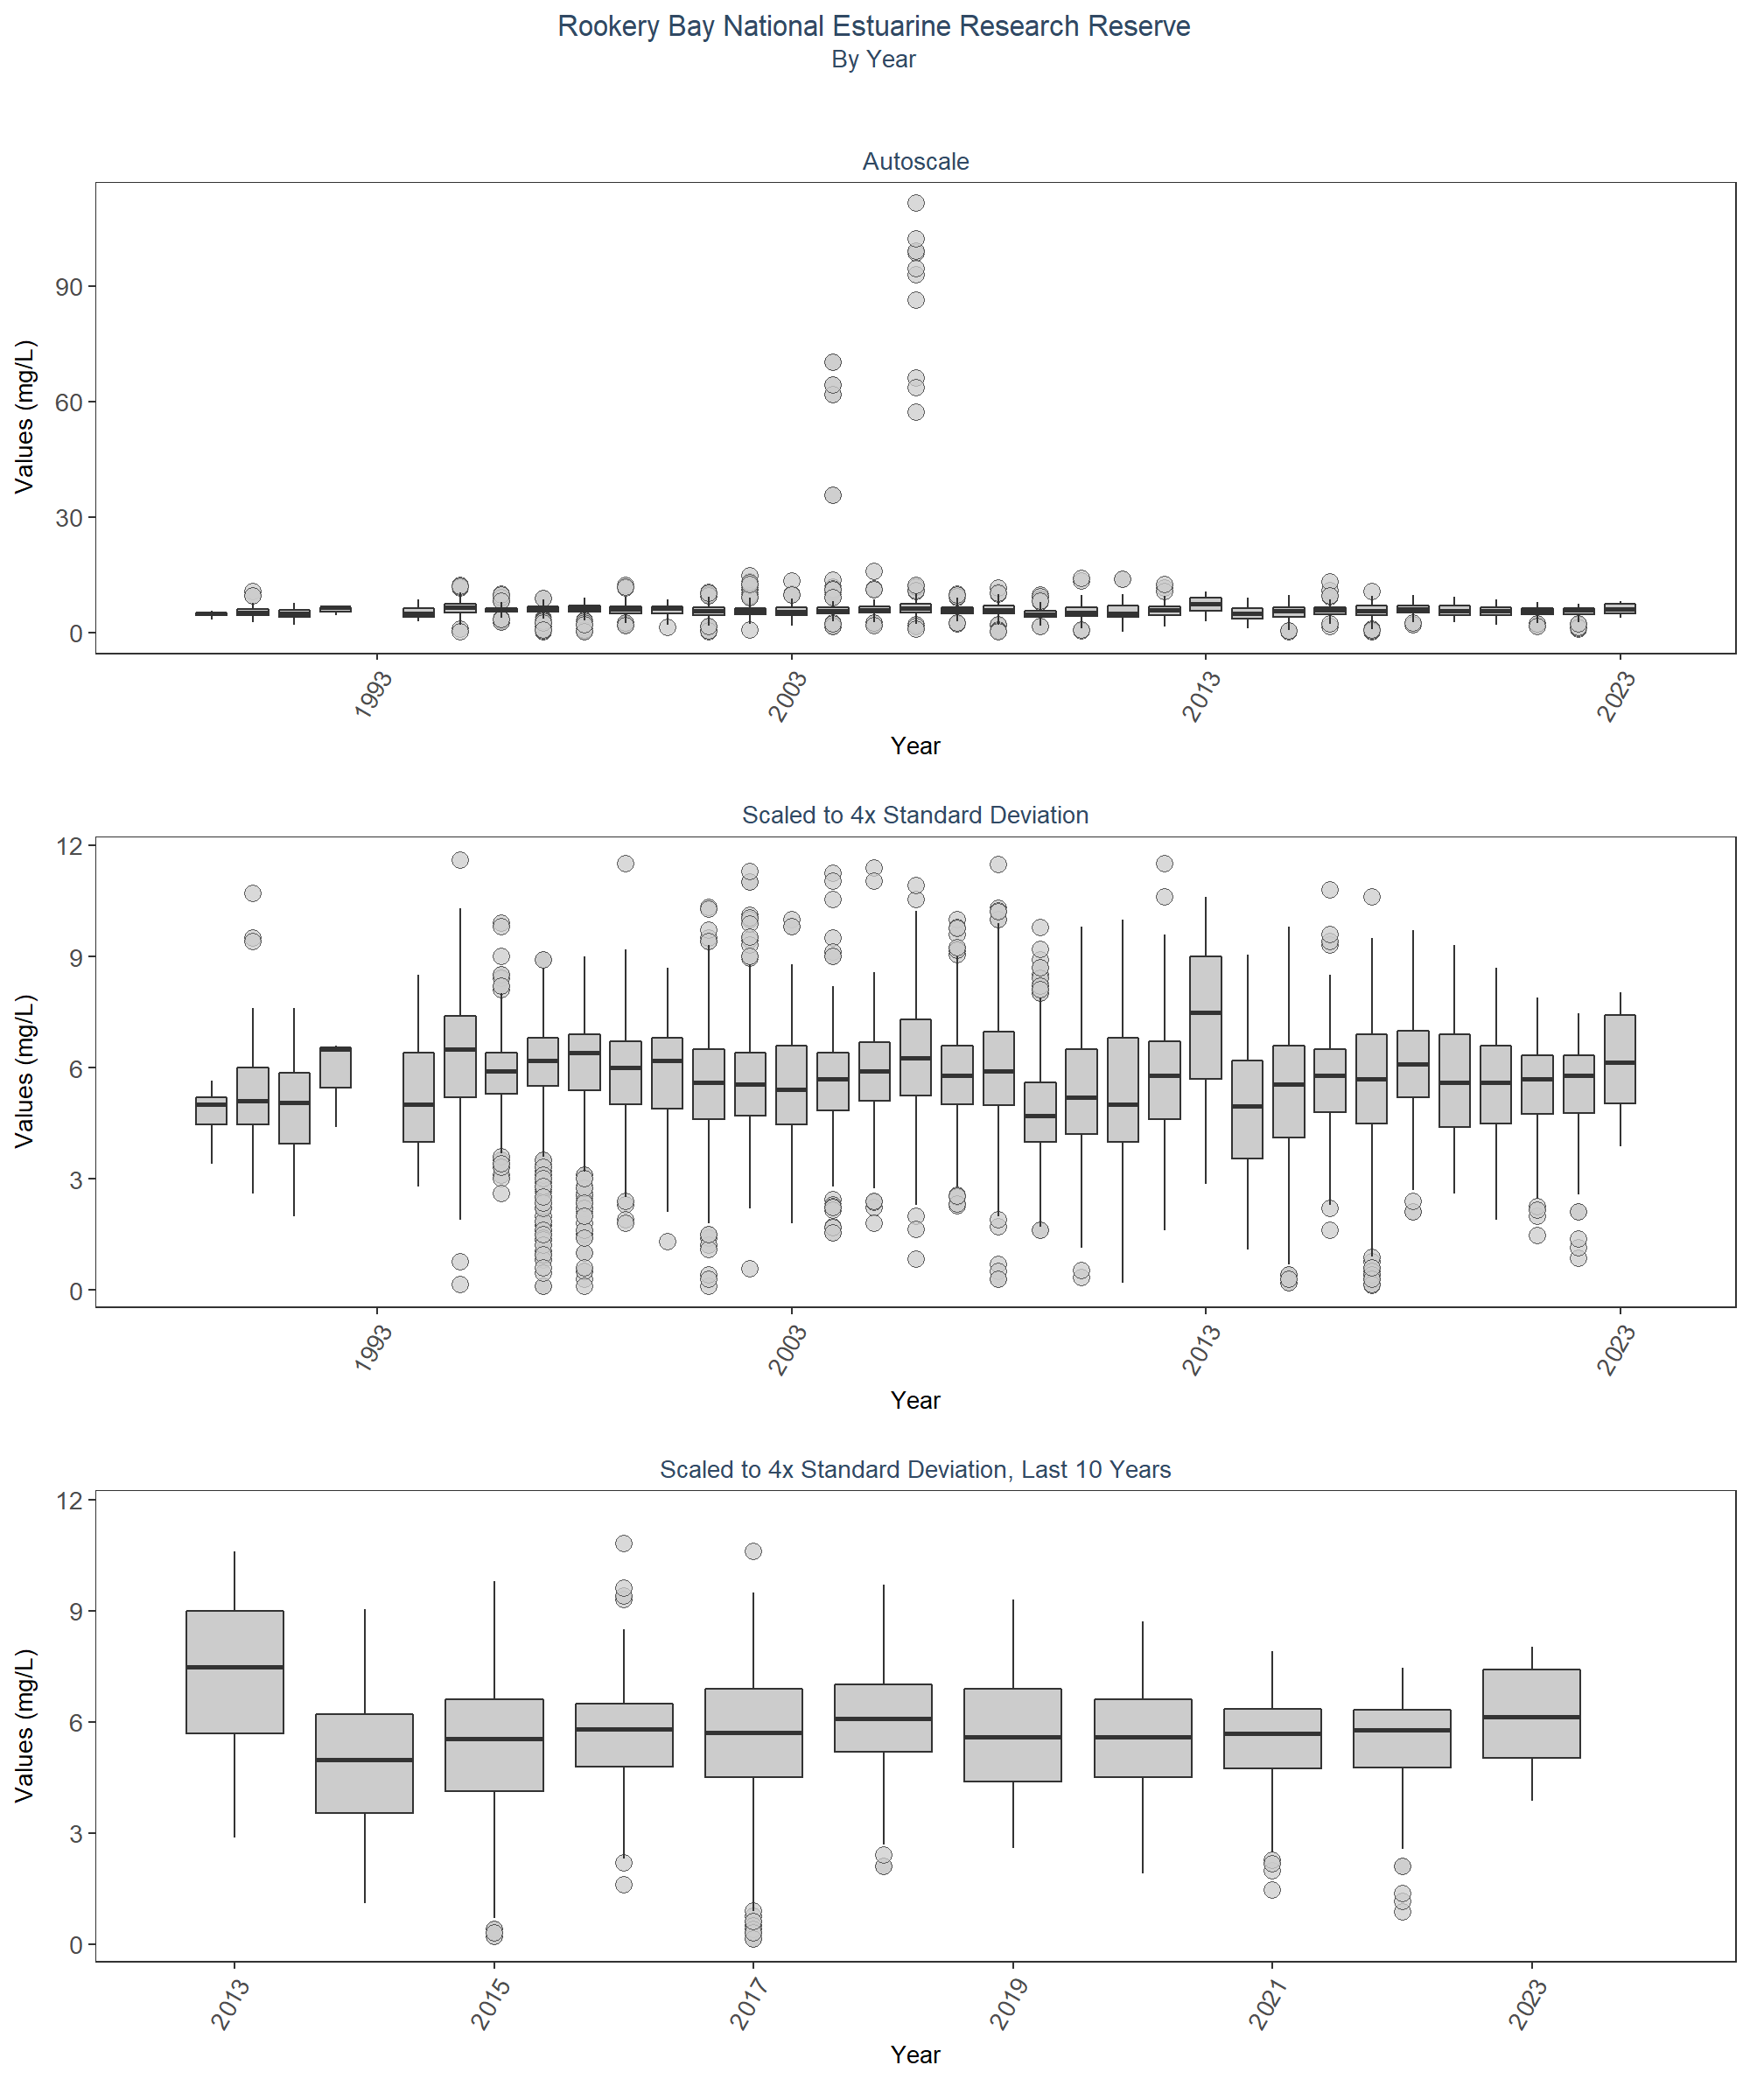 Rookery Bay National Estuarine Research Reserve
By Year
Autoscale
Values (mg/L)
90
60
30
0
1993
2003
2013
2023
Year
Scaled to 4x Standard Deviation
Values (mg/L)
12
9
6
3
0
1993
2003
2013
2023
Year
Scaled to 4x Standard Deviation, Last 10 Years
Values (mg/L)
12
9
6
3
0
2013
2015
2017
2019
2021
2023
Year